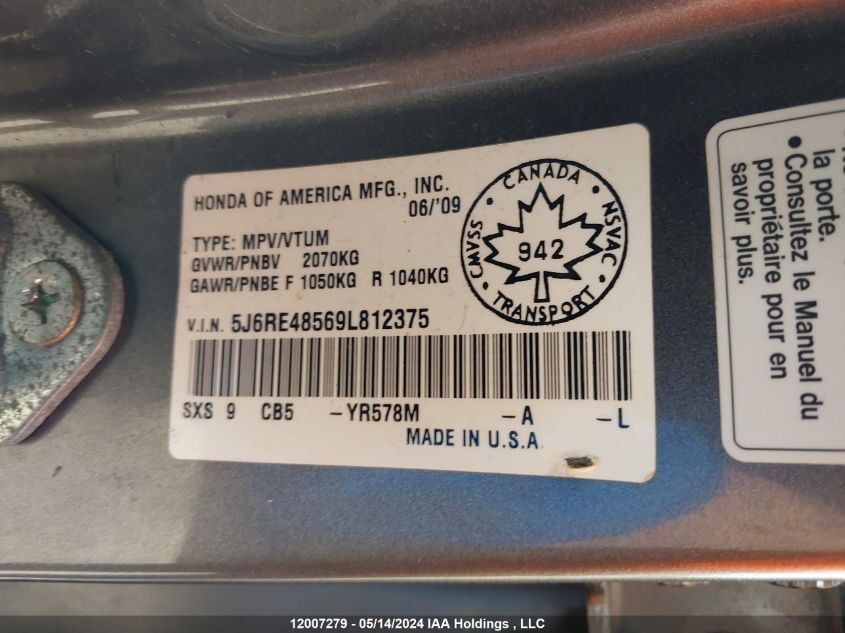 HONDA OF AMERICA MFG., INC.
06/'09
TYPE: MPV/VTUM
GVWR/PNBV 2070KG
GAWR/PNBE F 1050KG R 1040KG
V.I.N. 5J6RE48569L812375
SXS 9 CB5 -YR578M -A -L
MADE IN U.S.A
CANADA • NSVAC • TRANSPORT • CMVSS •
942
la porte.
• Consultez le Manuel du
propriétaire pour en
savoir plus.
12007279 - 05/14/2024 IAA Holdings , LLC